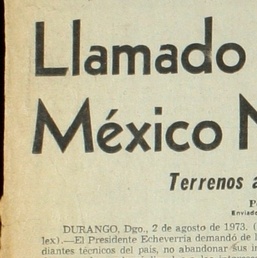 Llamado
México
Terrenos a
Enviado
DURANGO, Dgo., 2 de agosto de 1973. (
lex).—El Presidente Echeverría demandó de l
diantes técnicos del país, no abandonar sus